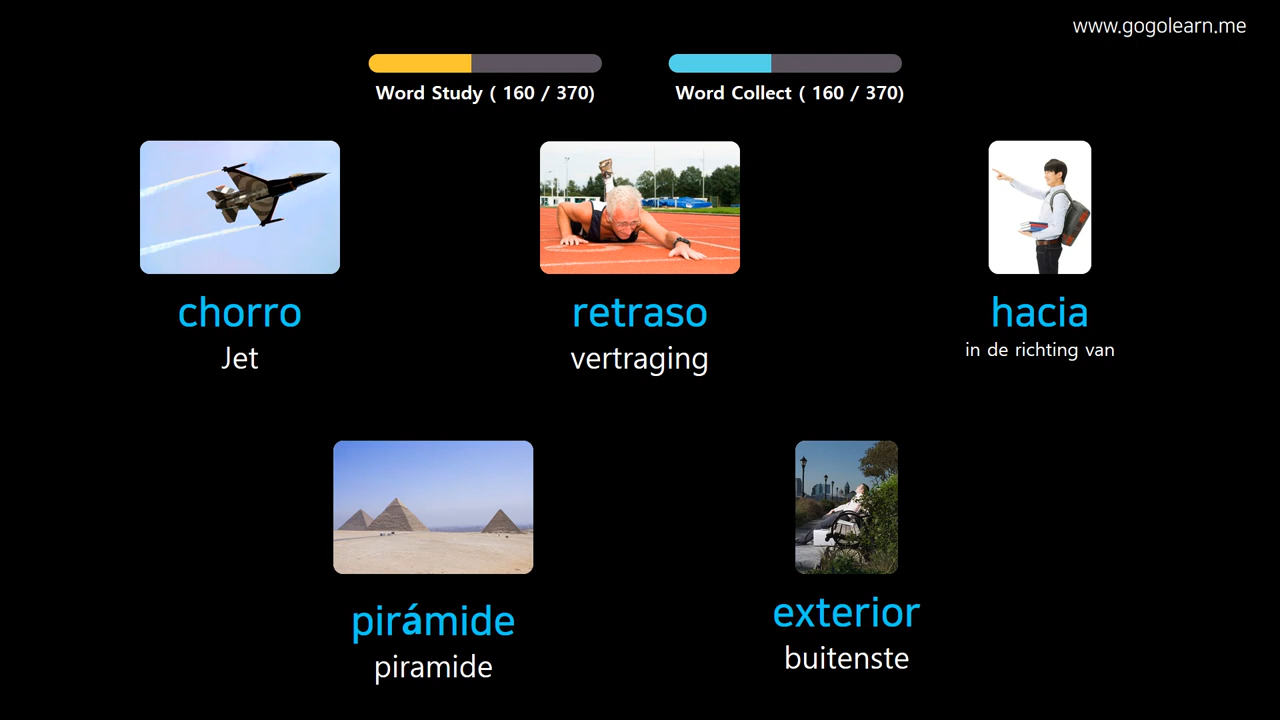 www.gogolearn.me
Word Study ( 160 / 370)
Word Collect ( 160 / 370)
chorro
Jet
retraso
vertraging
hacia
in de richting van
pirámide
piramide
exterior
buitenste